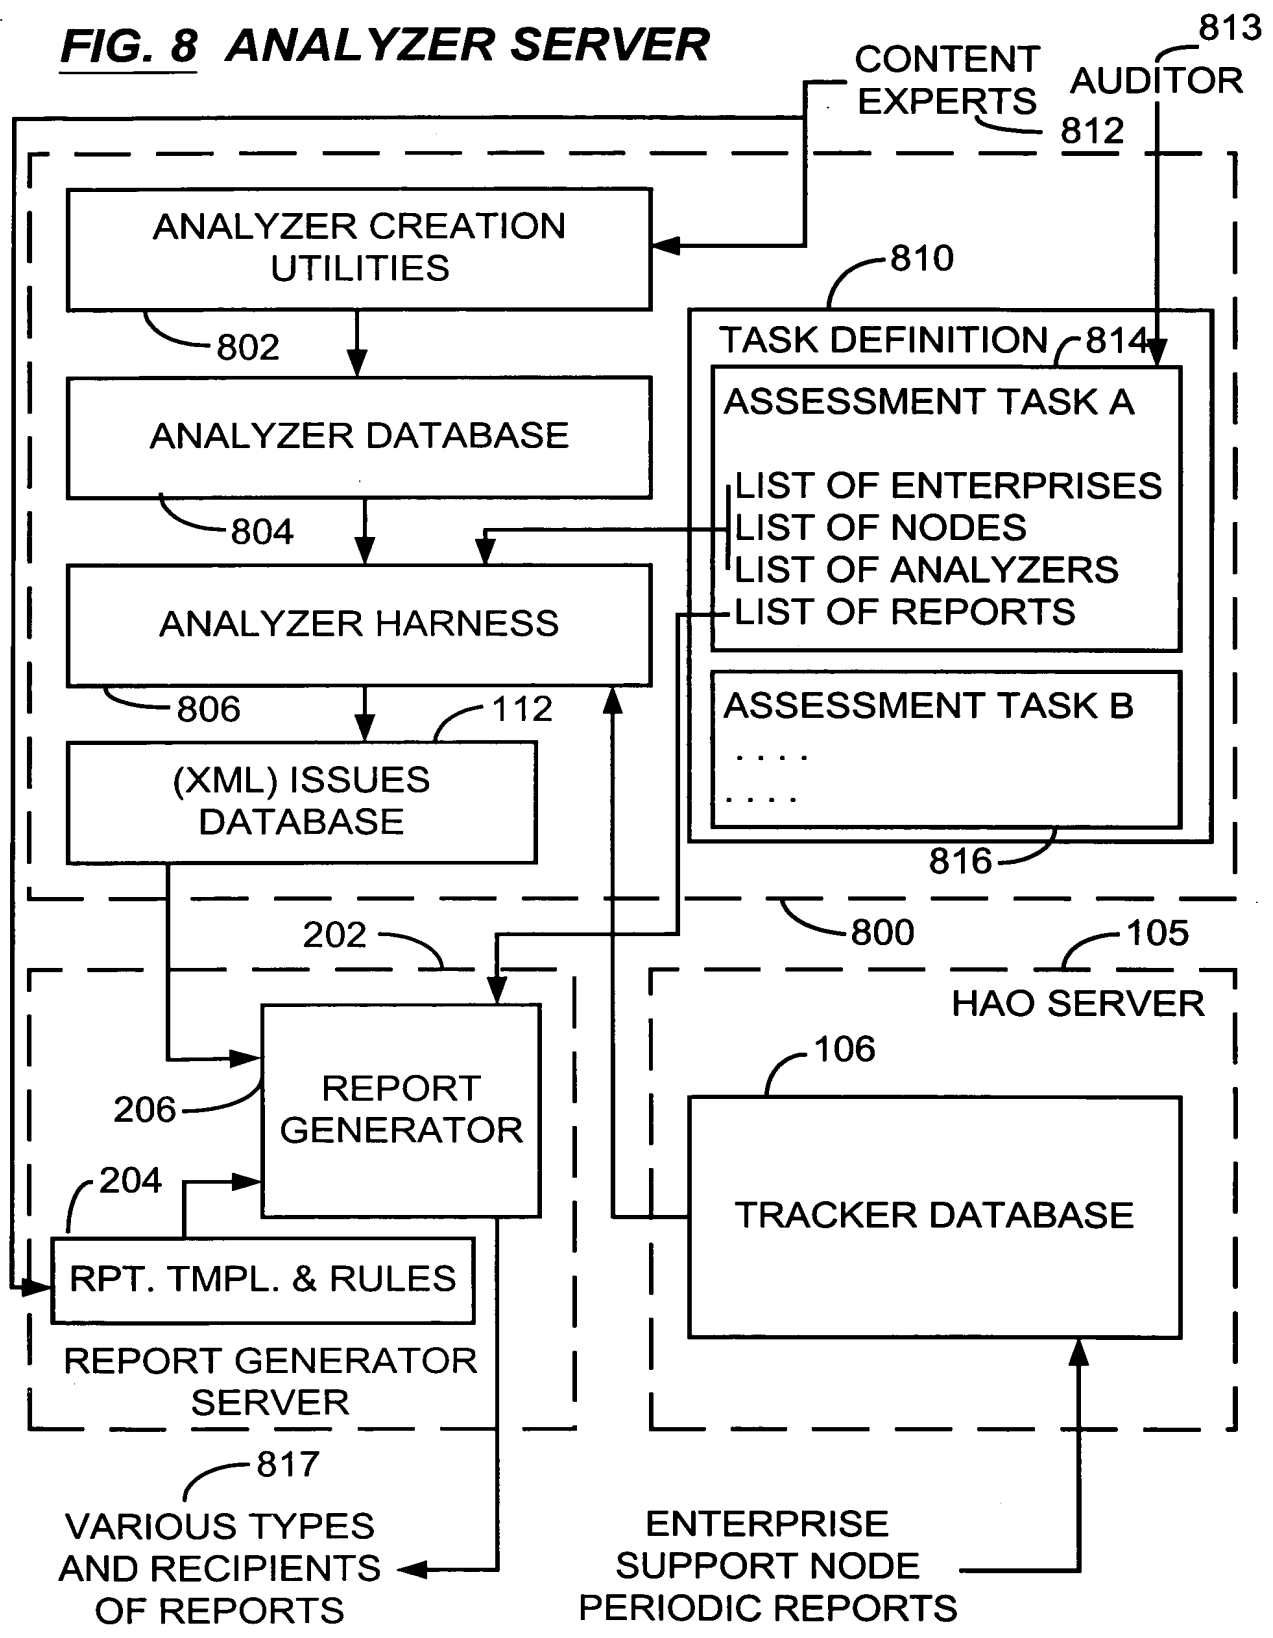 FIG. 8 ANALYZER SERVER
813
CONTENT
EXPERTS
AUDITOR
812
ANALYZER CREATION
UTILITIES
802
810
TASK DEFINITION
814
ASSESSMENT TASK A
ANALYZER DATABASE
804
LIST OF ENTERPRISES
LIST OF NODES
LIST OF ANALYZERS
LIST OF REPORTS
ANALYZER HARNESS
806
112
ASSESSMENT TASK B
. . . .
. . . .
816
(XML) ISSUES
DATABASE
800
202
105
HAO SERVER
106
REPORT
GENERATOR
206
204
TRACKER DATABASE
RPT. TMPL. & RULES
REPORT GENERATOR
SERVER
817
VARIOUS TYPES
AND RECIPIENTS
OF REPORTS
ENTERPRISE
SUPPORT NODE
PERIODIC REPORTS